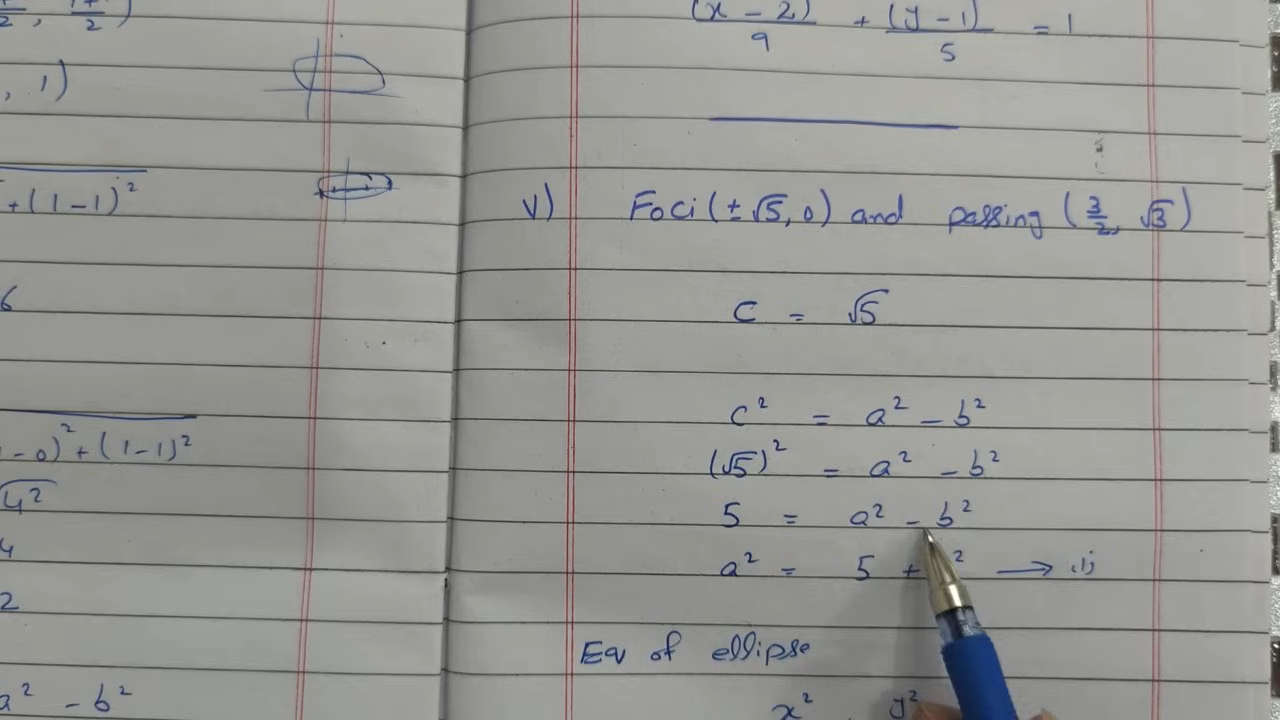 , 1)
+(1-1)²
6
-0)²+(1-1)²
√4²
4
2
a² - b²
(x - 2) / 9 + (y - 1) / 5 = 1
v) Foci (±√5, 0) and passing (3/2, √3)
c = √5
c² = a² - b²
(√5)² = a² - b²
5 = a² - b²
a² = 5 + ² → (i)
Eq of ellipse
x² y²